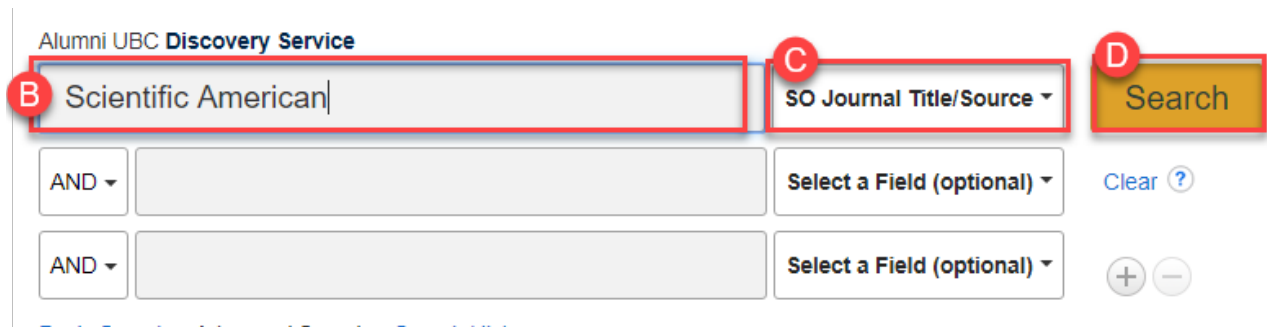 Alumni UBC Discovery Service
B Scientific American C SO Journal Title/Source D Search
AND Select a Field (optional) Clear ?
AND Select a Field (optional) + −